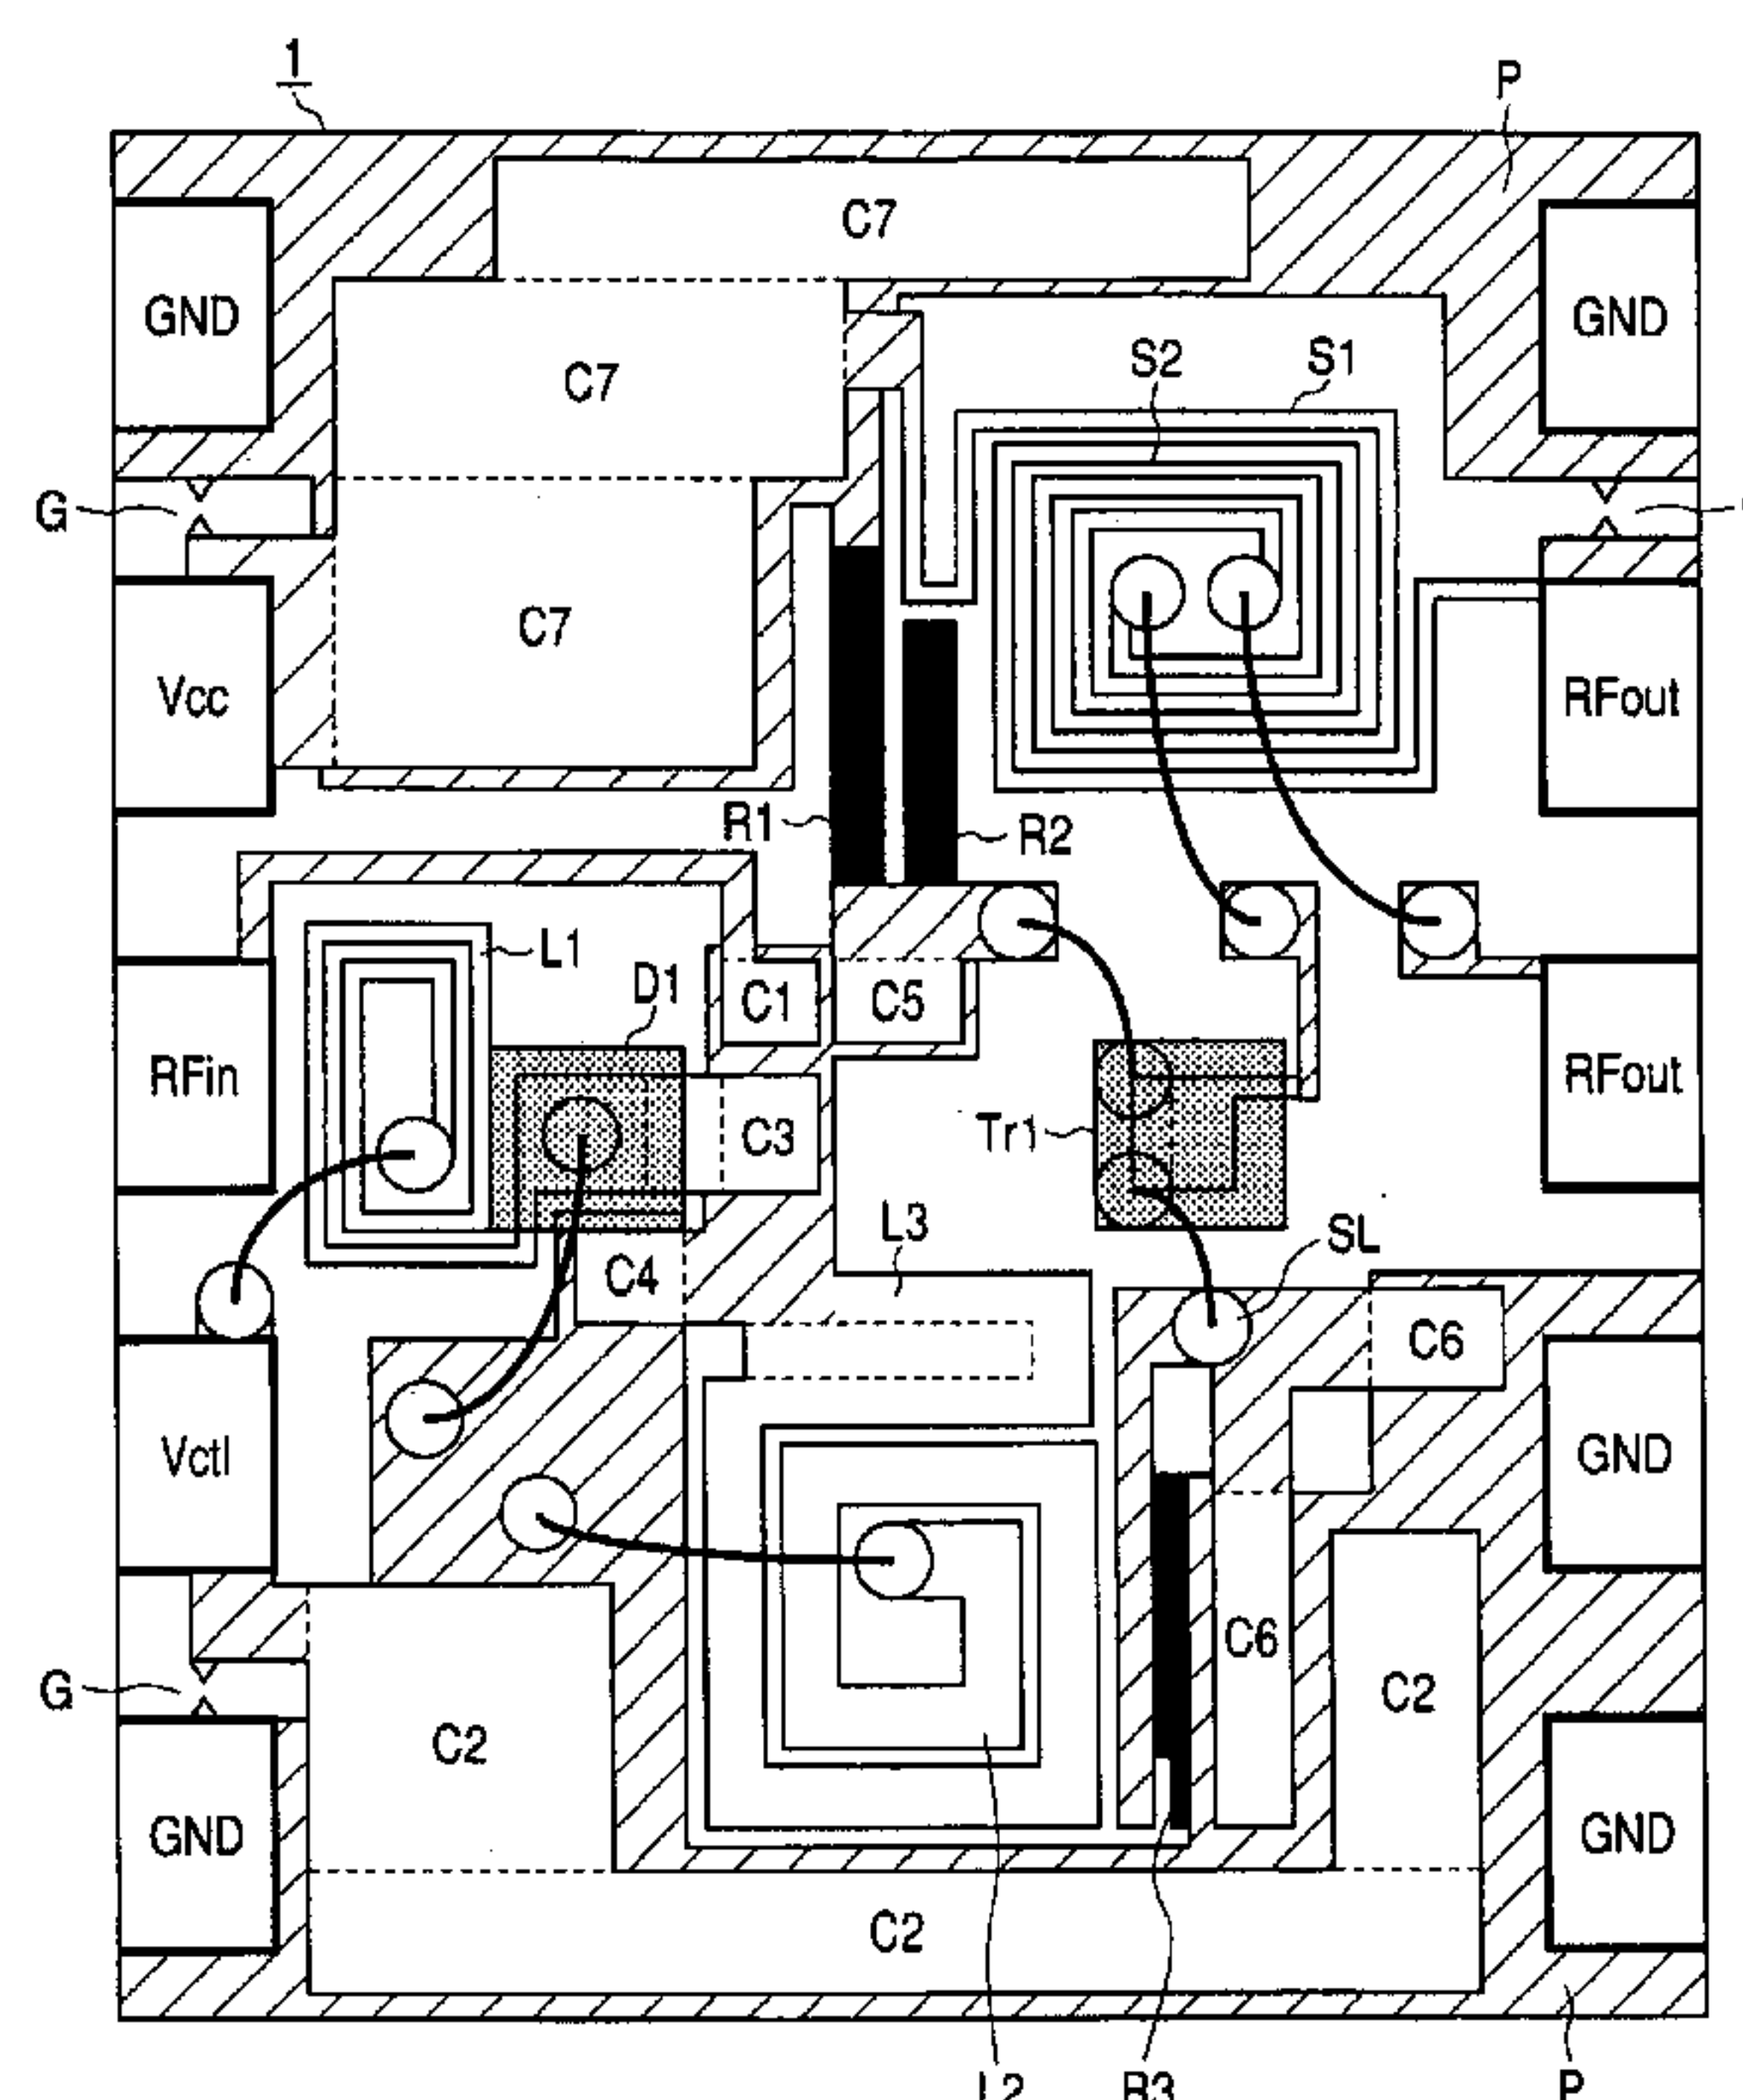 1
P
C7
GND
GND
C7
S2
S1
G
C7
Vcc
RFout
R1
R2
L1
D1
C1
C5
RFin
RFout
C3
Tr1
L3
SL
C4
C6
Vctl
GND
C6
G
C2
C2
GND
GND
C2
L2
R3
P